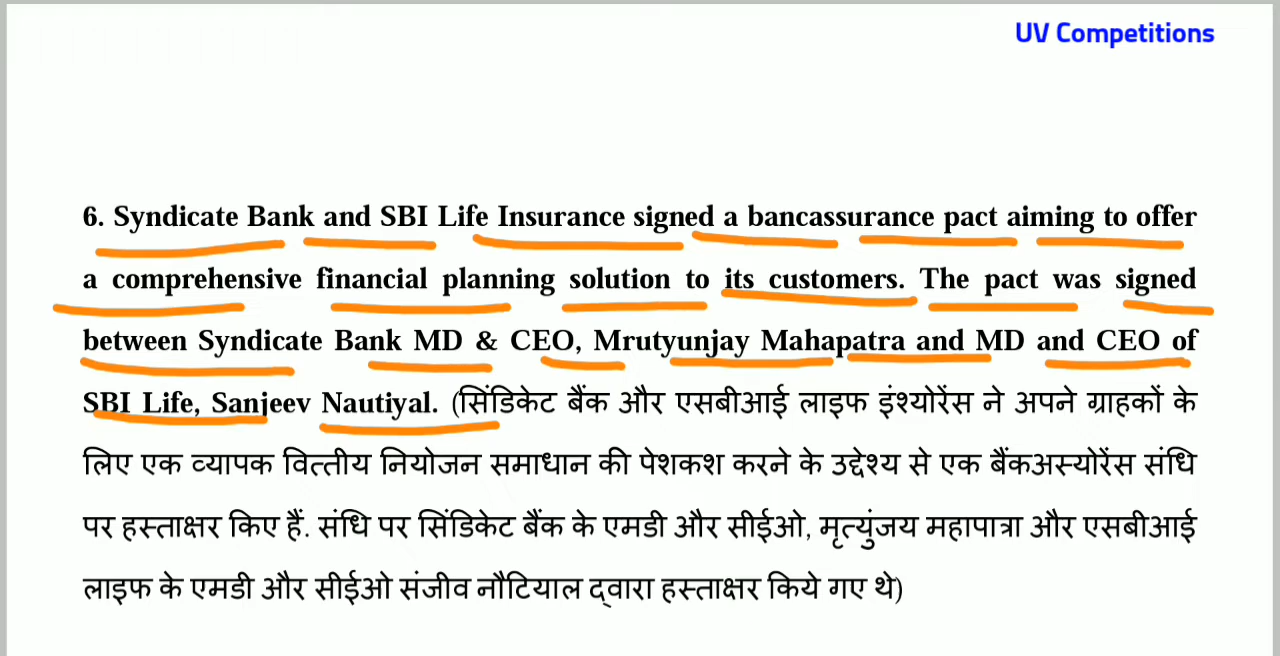 UV Competitions
6. Syndicate Bank and SBI Life Insurance signed a bancassurance pact aiming to offer
a comprehensive financial planning solution to its customers. The pact was signed
between Syndicate Bank MD & CEO, Mrutyunjay Mahapatra and MD and CEO of
SBI Life, Sanjeev Nautiyal. (सिंडिकेट बैंक और एसबीआई लाइफ इंश्योरेंस ने अपने ग्राहकों के
लिए एक व्यापक वित्तीय नियोजन समाधान की पेशकश करने के उद्देश्य से एक बैंकअस्योरेंस संधि
पर हस्ताक्षर किए हैं. संधि पर सिंडिकेट बैंक के एमडी और सीईओ, मृत्युंजय महापात्रा और एसबीआई
लाइफ के एमडी और सीईओ संजीव नौटियाल द्वारा हस्ताक्षर किये गए थे)